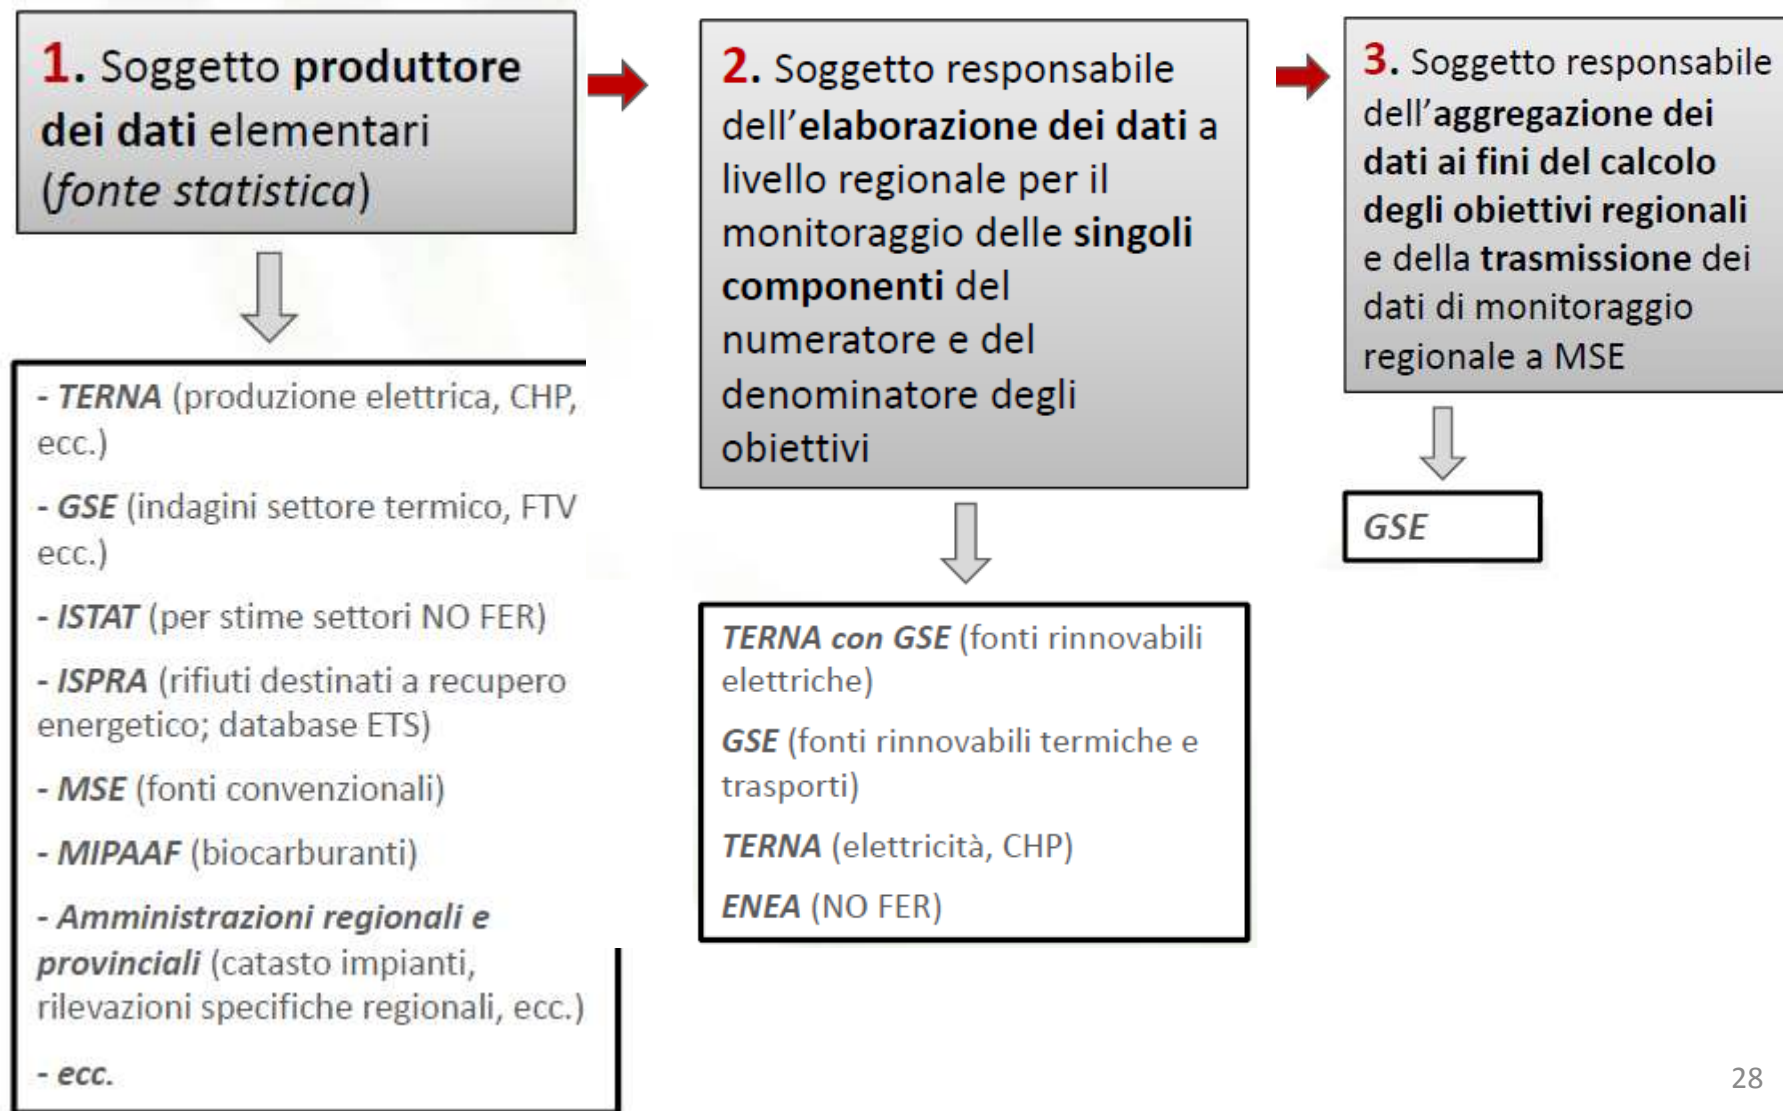 1. Soggetto produttore
dei dati elementari
(fonte statistica)
- TERNA (produzione elettrica, CHP,
ecc.)
- GSE (indagini settore termico, FTV
ecc.)
- ISTAT (per stime settori NO FER)
- ISPRA (rifiuti destinati a recupero
energetico; database ETS)
- MSE (fonti convenzionali)
- MIPAAF (biocarburanti)
- Amministrazioni regionali e
provinciali (catasto impianti,
rilevazioni specifiche regionali, ecc.)
- ecc.
2. Soggetto responsabile
dell'elaborazione dei dati a
livello regionale per il
monitoraggio delle singoli
componenti del
numeratore e del
denominatore degli
obiettivi
TERNA con GSE (fonti rinnovabili
elettriche)
GSE (fonti rinnovabili termiche e
trasporti)
TERNA (elettricità, CHP)
ENEA (NO FER)
3. Soggetto responsabile
dell'aggregazione dei
dati ai fini del calcolo
degli obiettivi regionali
e della trasmissione dei
dati di monitoraggio
regionale a MSE
GSE
28